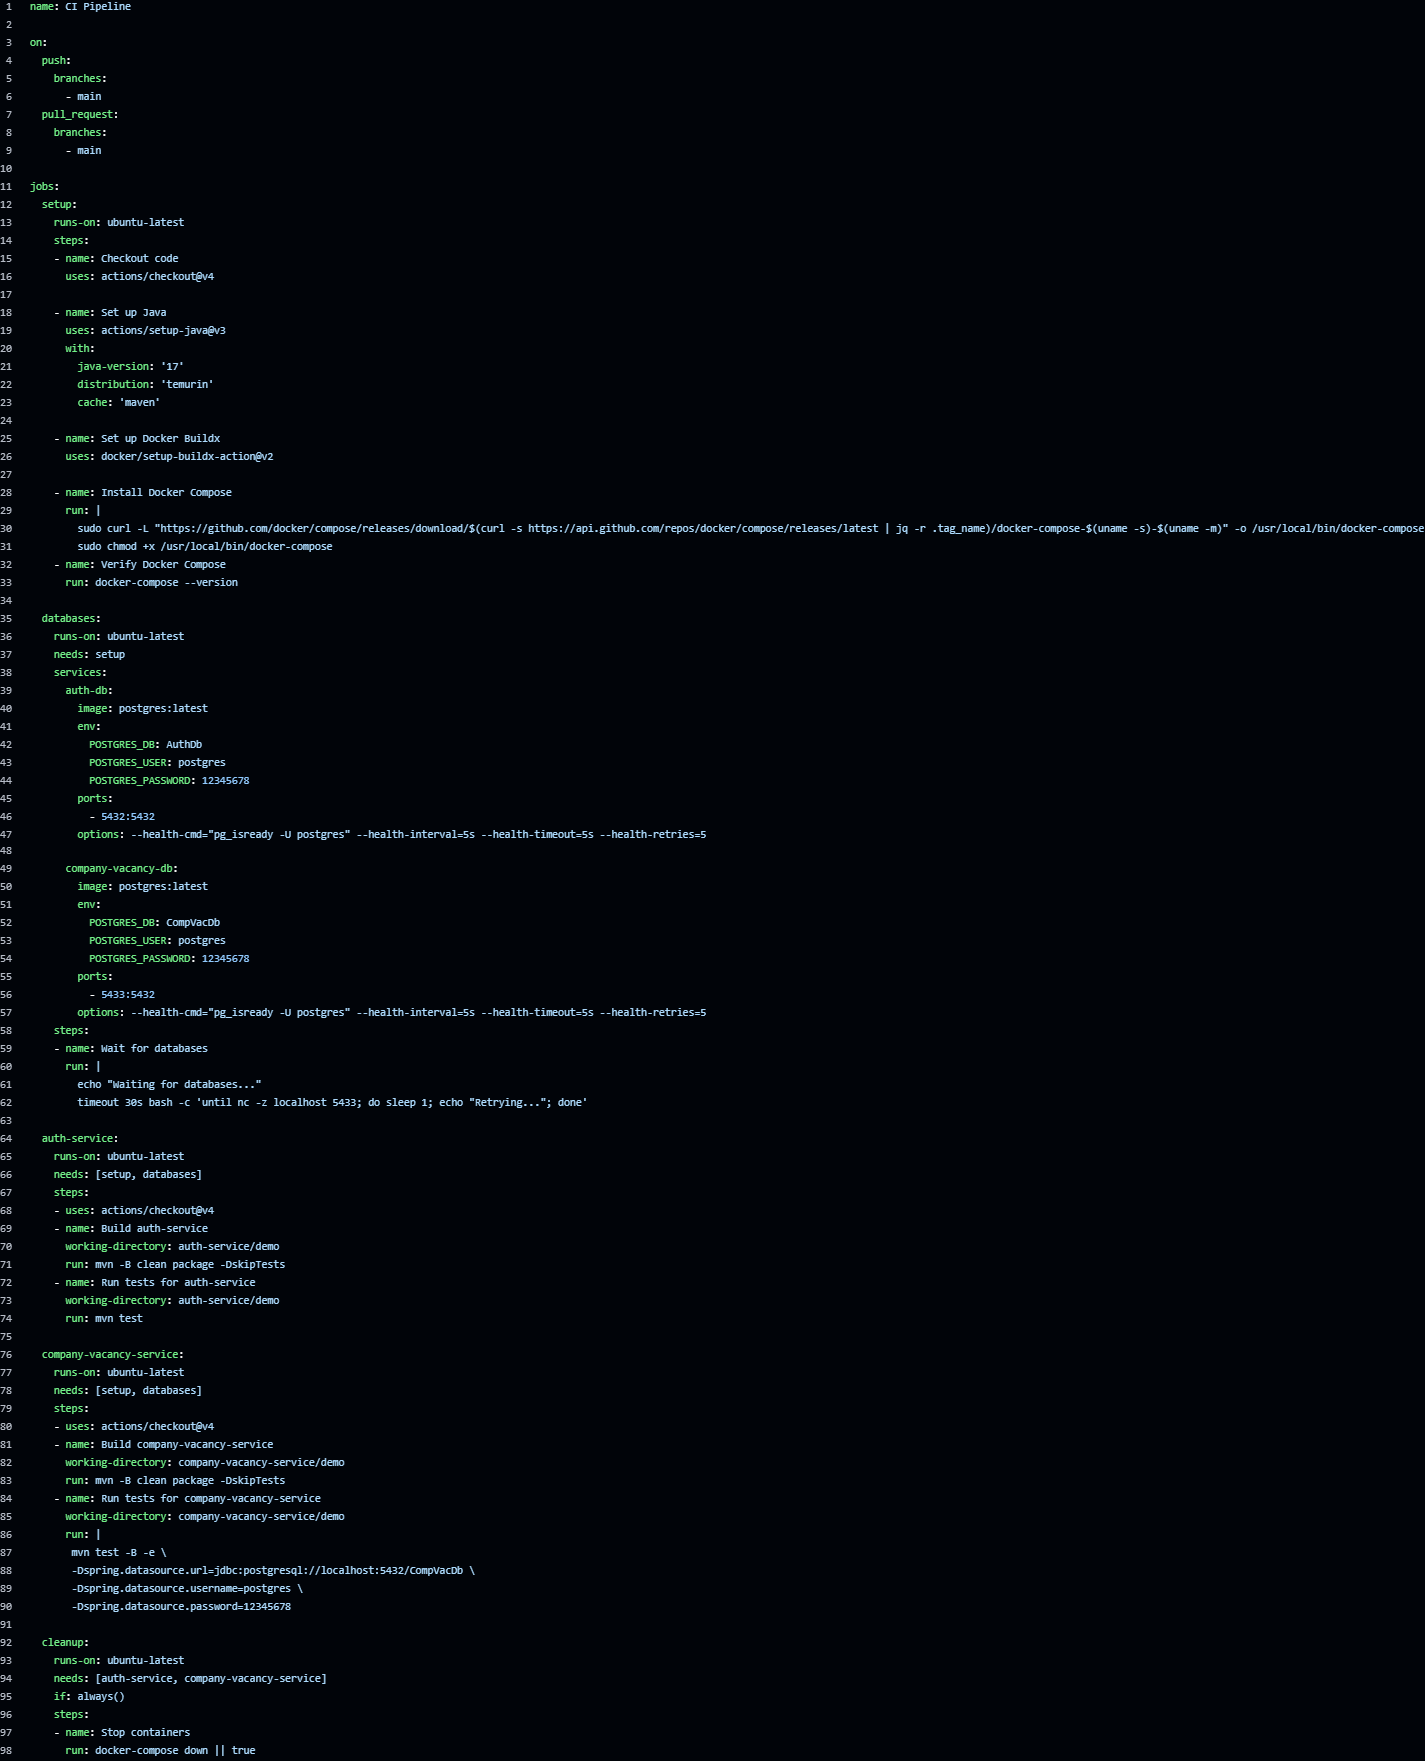 1 name: CI Pipeline
2
3 on:
4   push:
5     branches:
6       - main
7   pull_request:
8     branches:
9       - main
10
11 jobs:
12   setup:
13     runs-on: ubuntu-latest
14     steps:
15     - name: Checkout code
16       uses: actions/checkout@v4
17
18     - name: Set up Java
19       uses: actions/setup-java@v3
20       with:
21         java-version: '17'
22         distribution: 'temurin'
23         cache: 'maven'
24
25     - name: Set up Docker Buildx
26       uses: docker/setup-buildx-action@v2
27
28     - name: Install Docker Compose
29       run: |
30         sudo curl -L "https://github.com/docker/compose/releases/download/$(curl -s https://api.github.com/repos/docker/compose/releases/latest | jq -r .tag_name)/docker-compose-$(uname -s)-$(uname -m)" -o /usr/local/bin/docker-compose
31         sudo chmod +x /usr/local/bin/docker-compose
32     - name: Verify Docker Compose
33       run: docker-compose --version
34
35   databases:
36     runs-on: ubuntu-latest
37     needs: setup
38     services:
39       auth-db:
40         image: postgres:latest
41         env:
42           POSTGRES_DB: AuthDb
43           POSTGRES_USER: postgres
44           POSTGRES_PASSWORD: 12345678
45         ports:
46           - 5432:5432
47         options: --health-cmd="pg_isready -U postgres" --health-interval=5s --health-timeout=5s --health-retries=5
48
49       company-vacancy-db:
50         image: postgres:latest
51         env:
52           POSTGRES_DB: CompVacDb
53           POSTGRES_USER: postgres
54           POSTGRES_PASSWORD: 12345678
55         ports:
56           - 5433:5432
57         options: --health-cmd="pg_isready -U postgres" --health-interval=5s --health-timeout=5s --health-retries=5
58     steps:
59     - name: Wait for databases
60       run: |
61         echo "Waiting for databases..."
62         timeout 30s bash -c 'until nc -z localhost 5433; do sleep 1; echo "Retrying..."; done'
63
64   auth-service:
65     runs-on: ubuntu-latest
66     needs: [setup, databases]
67     steps:
68     - uses: actions/checkout@v4
69     - name: Build auth-service
70       working-directory: auth-service/demo
71       run: mvn -B clean package -DskipTests
72     - name: Run tests for auth-service
73       working-directory: auth-service/demo
74       run: mvn test
75
76   company-vacancy-service:
77     runs-on: ubuntu-latest
78     needs: [setup, databases]
79     steps:
80     - uses: actions/checkout@v4
81     - name: Build company-vacancy-service
82       working-directory: company-vacancy-service/demo
83       run: mvn -B clean package -DskipTests
84     - name: Run tests for company-vacancy-service
85       working-directory: company-vacancy-service/demo
86       run: |
87        mvn test -B -e \
88        -Dspring.datasource.url=jdbc:postgresql://localhost:5432/CompVacDb \
89        -Dspring.datasource.username=postgres \
90        -Dspring.datasource.password=12345678
91
92   cleanup:
93     runs-on: ubuntu-latest
94     needs: [auth-service, company-vacancy-service]
95     if: always()
96     steps:
97     - name: Stop containers
98       run: docker-compose down || true